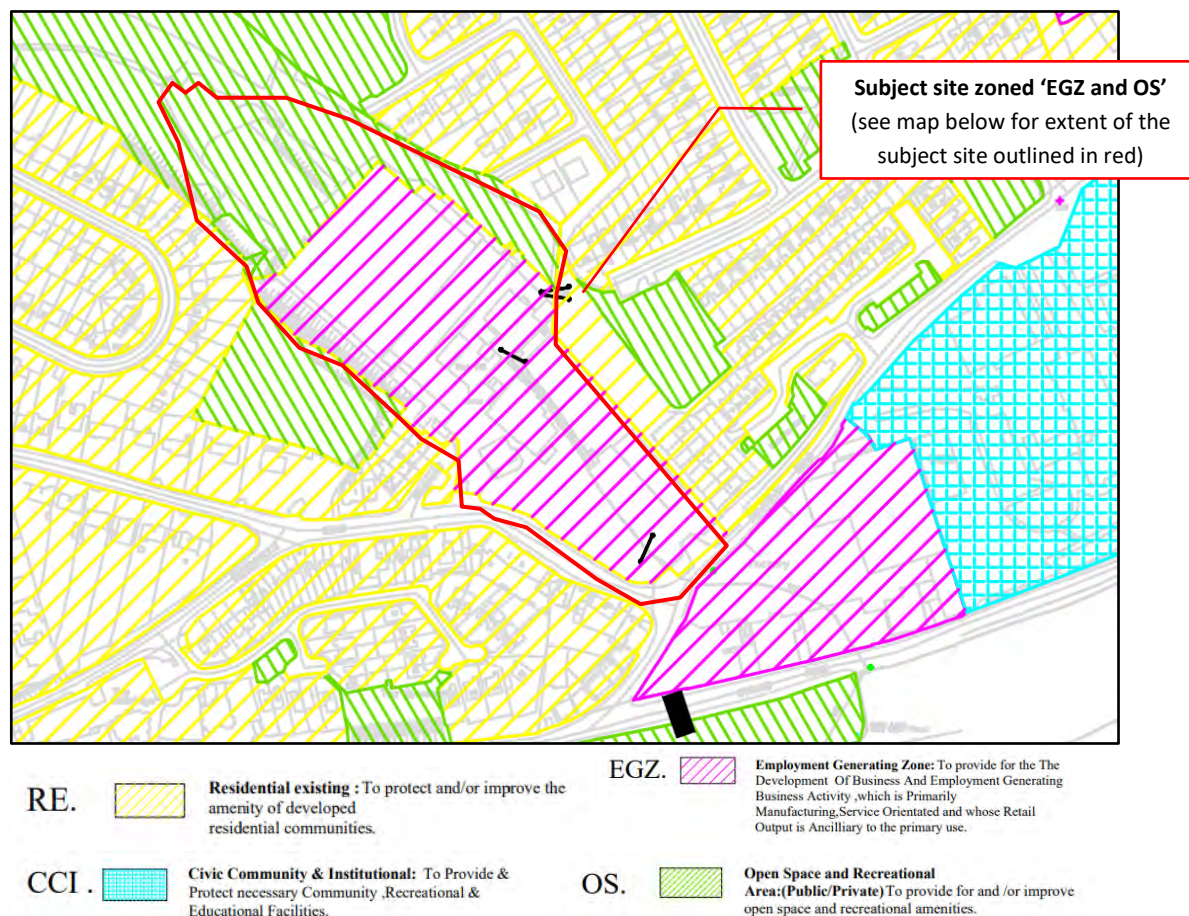 Subject site zoned ‘EGZ and OS’
(see map below for extent of the
subject site outlined in red)
RE.
Residential existing : To protect and/or improve the
amenity of developed
residential communities.
EGZ.
Employment Generating Zone: To provide for the The
Development Of Business And Employment Generating
Business Activity ,which is Primarily
Manufacturing,Service Orientated and whose Retail
Output is Ancilliary to the primary use.
CCI .
Civic Community & Institutional: To Provide &
Protect necessary Community ,Recreational &
Educational Facilities.
OS.
Open Space and Recreational
Area:(Public/Private) To provide for and /or improve
open space and recreational amenities.